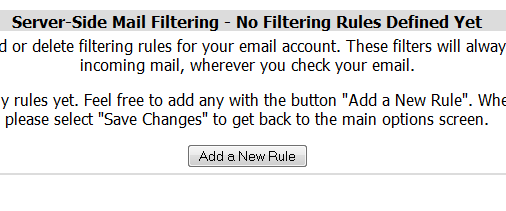 Server-Side Mail Filtering - No Filtering Rules Defined Yet
or delete filtering rules for your email account. These filters will
incoming mail, wherever you check your email.
rules yet. Feel free to add any with the button "Add a New Rule".
please select "Save Changes" to get back to the main options screen.
Add a New Rule